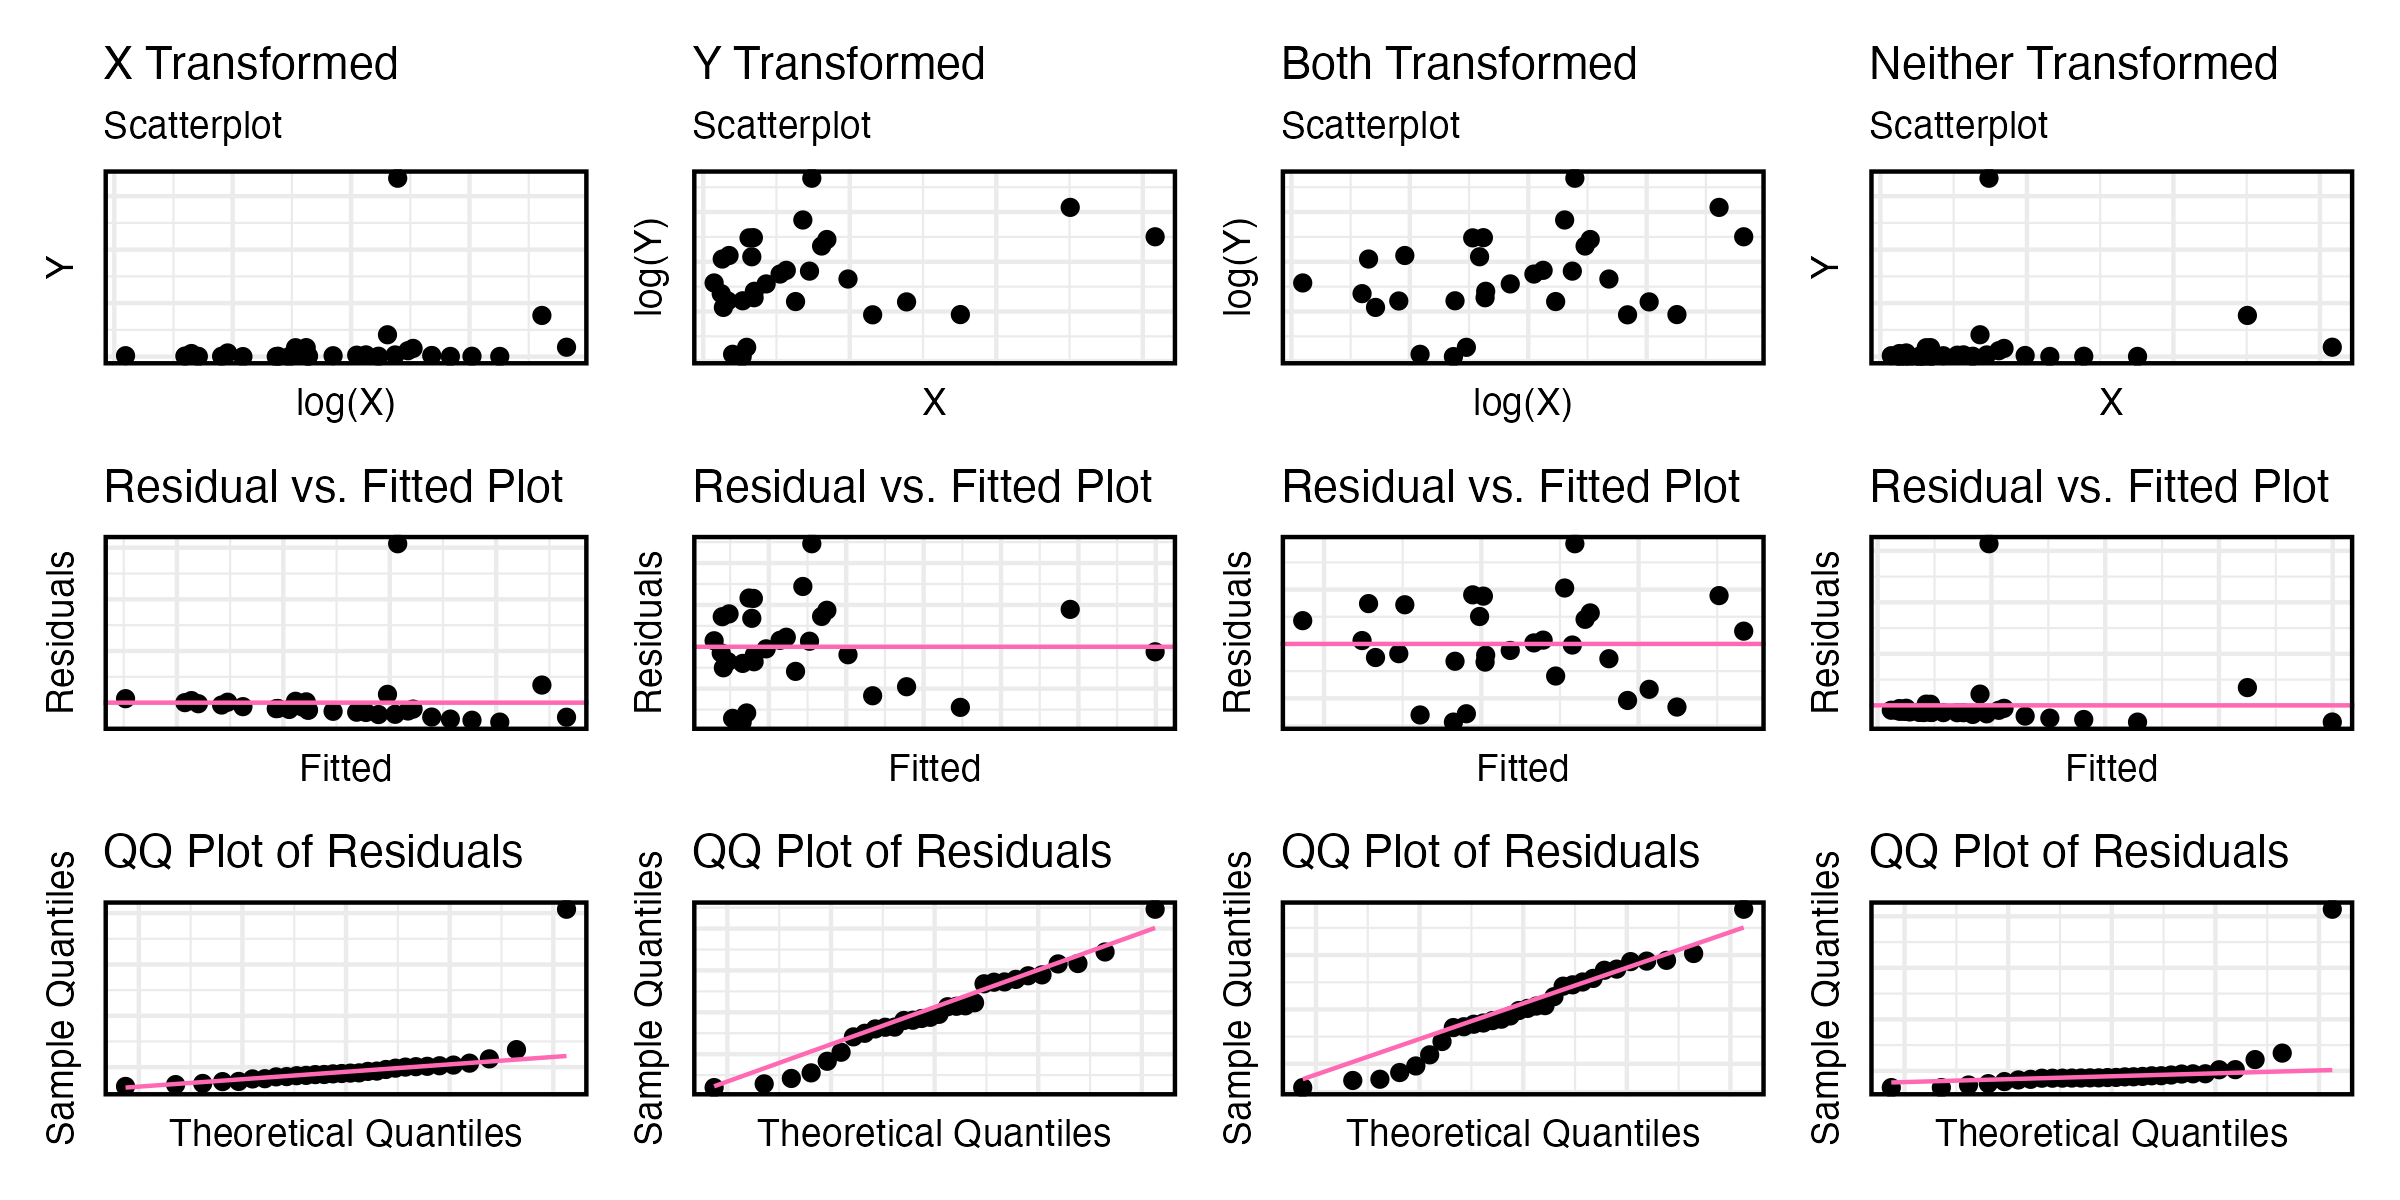 X Transformed
Scatterplot
Y
log(X)
Y Transformed
Scatterplot
log(Y)
X
Both Transformed
Scatterplot
log(Y)
log(X)
Neither Transformed
Scatterplot
Y
X
Residual vs. Fitted Plot
Residuals
Fitted
Residual vs. Fitted Plot
Residuals
Fitted
Residual vs. Fitted Plot
Residuals
Fitted
Residual vs. Fitted Plot
Residuals
Fitted
QQ Plot of Residuals
Sample Quantiles
Theoretical Quantiles
QQ Plot of Residuals
Sample Quantiles
Theoretical Quantiles
QQ Plot of Residuals
Sample Quantiles
Theoretical Quantiles
QQ Plot of Residuals
Sample Quantiles
Theoretical Quantiles